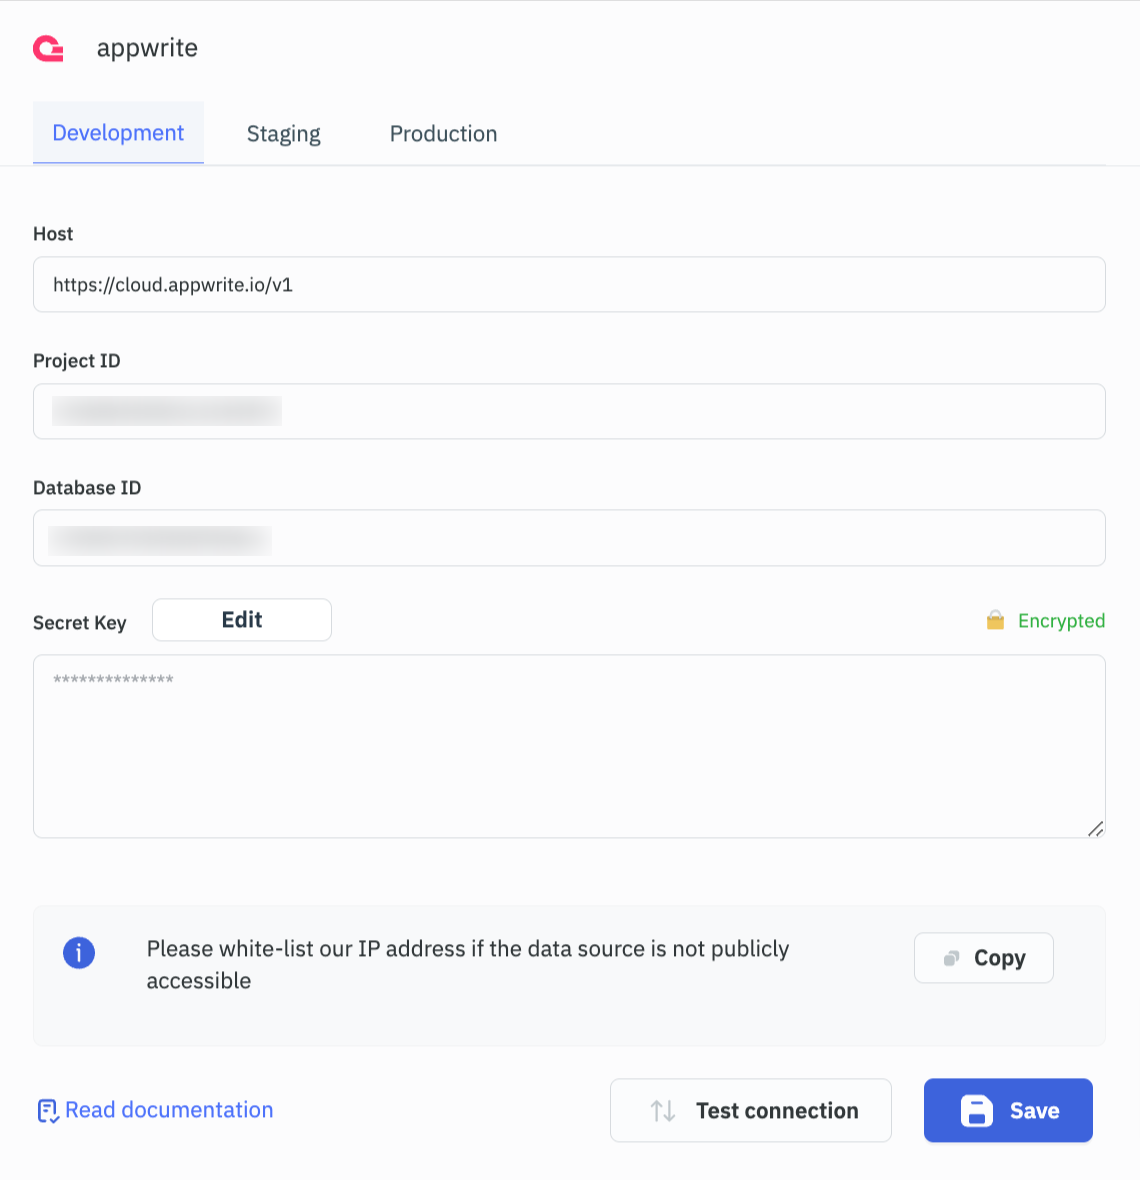 appwrite
Development Staging Production
Host
https://cloud.appwrite.io/v1
Project ID
Database ID
Secret Key Edit Encrypted
**************
Please white-list our IP address if the data source is not publicly
accessible
Copy
Read documentation Test connection Save